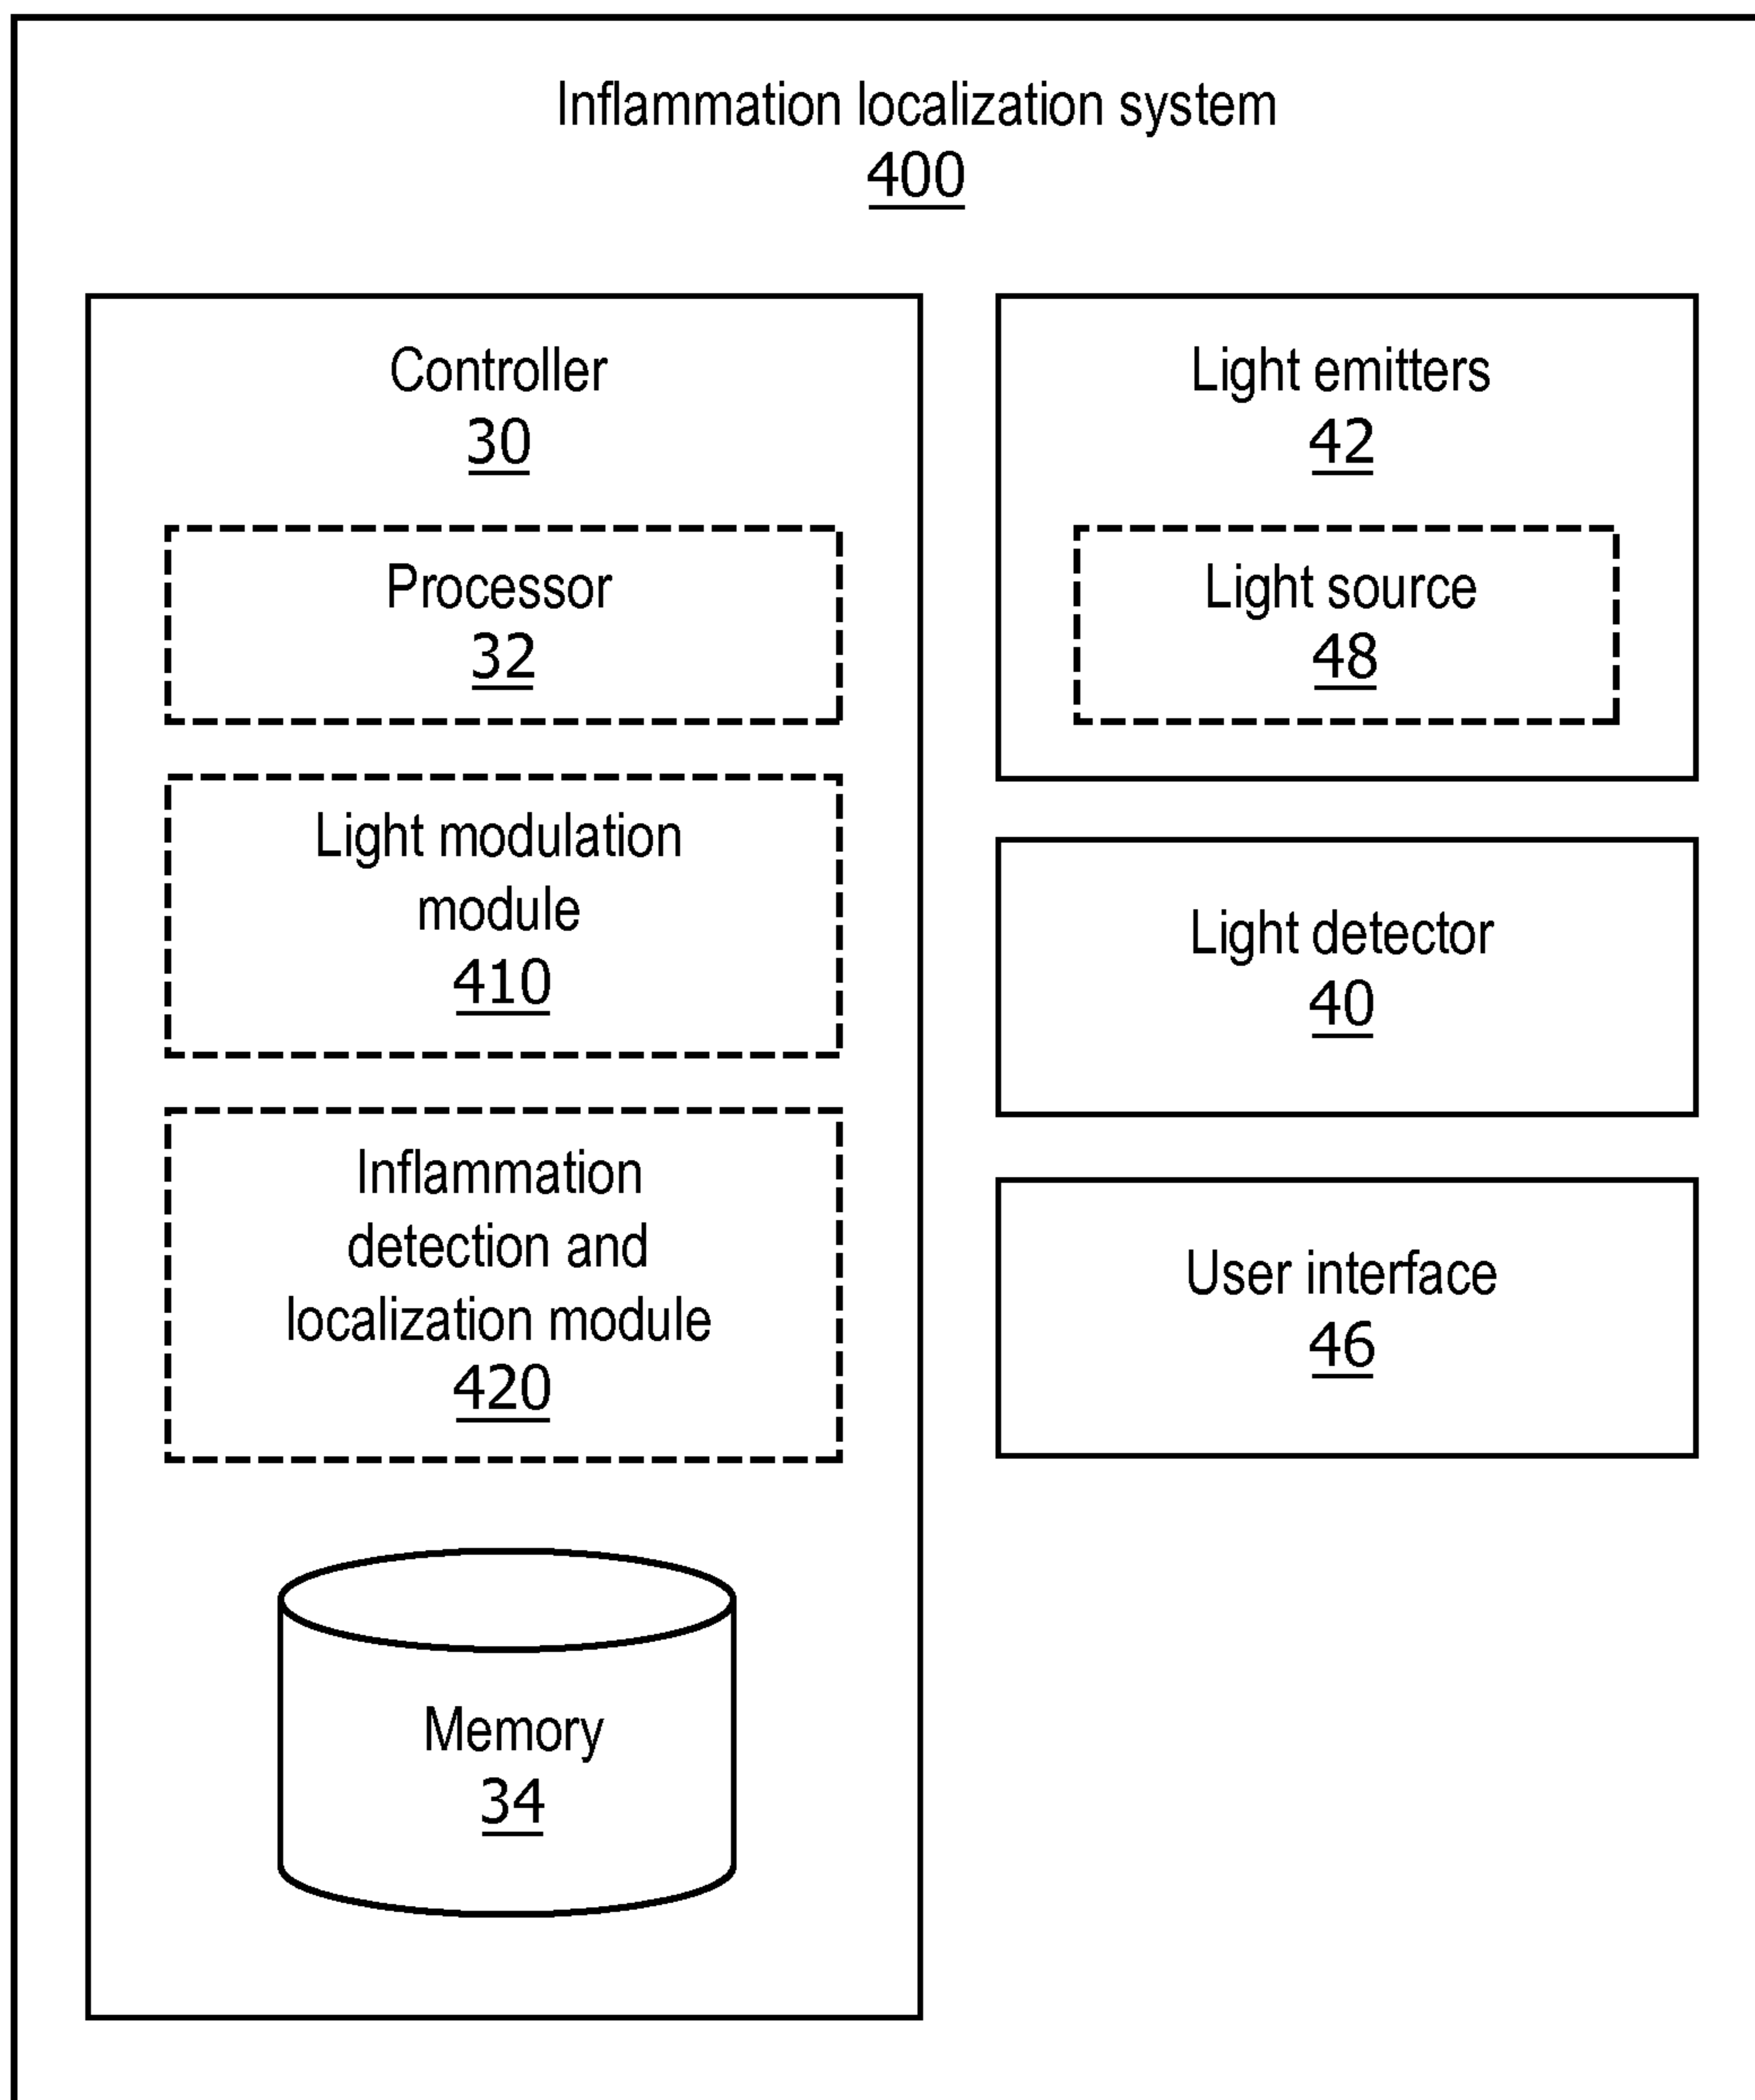 Inflammation localization system
400
Controller
30
Processor
32
Light modulation
module
410
Inflammation
detection and
localization module
420
Memory
34
Light emitters
42
Light source
48
Light detector
40
User interface
46